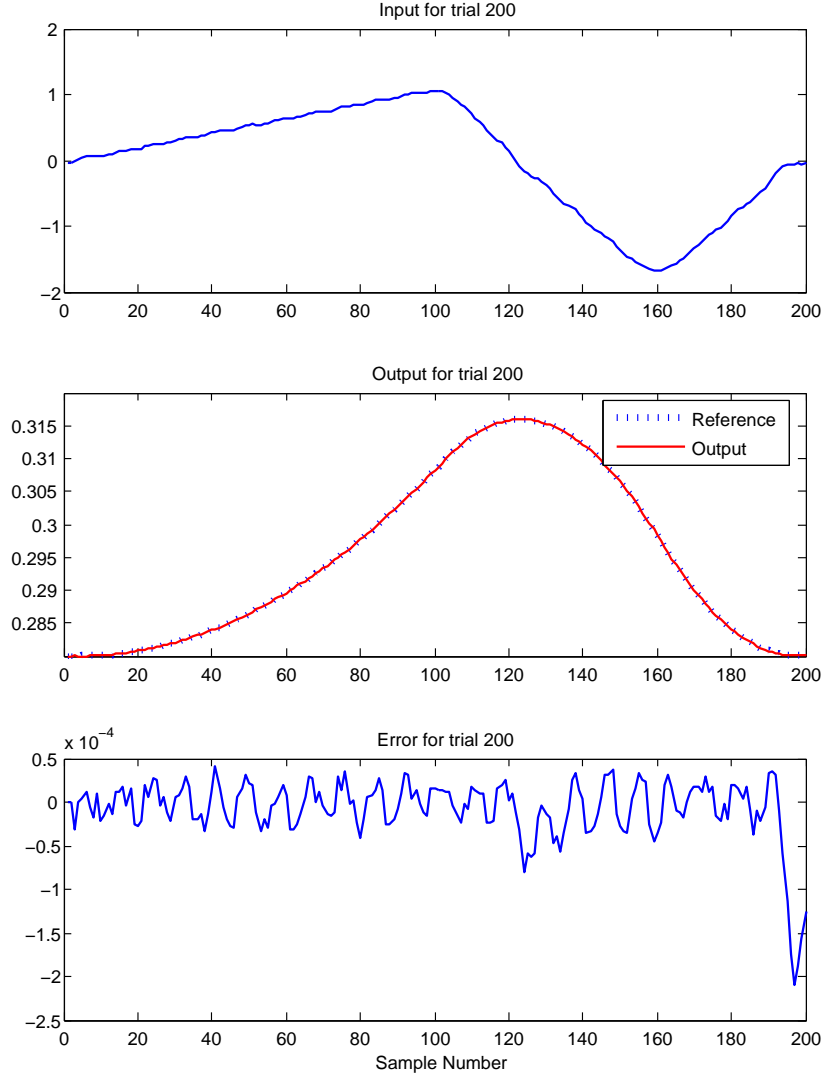 Input for trial 200
2
1
0
−1
−2
0 20 40 60 80 100 120 140 160 180 200
Output for trial 200
0.315
0.31
0.305
0.3
0.295
0.29
0.285
Reference
Output
0 20 40 60 80 100 120 140 160 180 200
x 10^−4
Error for trial 200
0.5
0
−0.5
−1
−1.5
−2
−2.5
0 20 40 60 80 100 120 140 160 180 200
Sample Number